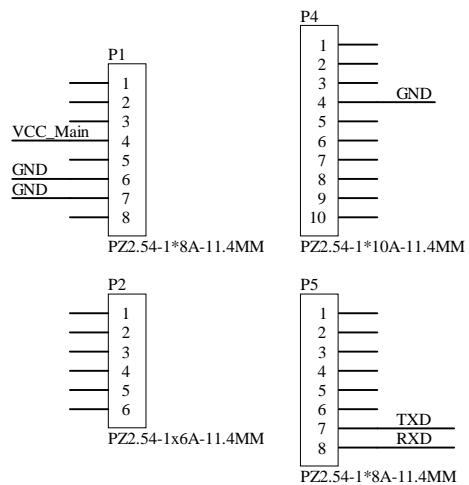 P1
1
2
3
VCC_Main 4
5
GND 6
GND 7
8
PZ2.54-1*8A-11.4MM
P4
1
2
3
4 GND
5
6
7
8
9
10
PZ2.54-1*10A-11.4MM
P2
1
2
3
4
5
6
PZ2.54-1x6A-11.4MM
P5
1
2
3
4
5
6
7 TXD
8 RXD
PZ2.54-1*8A-11.4MM